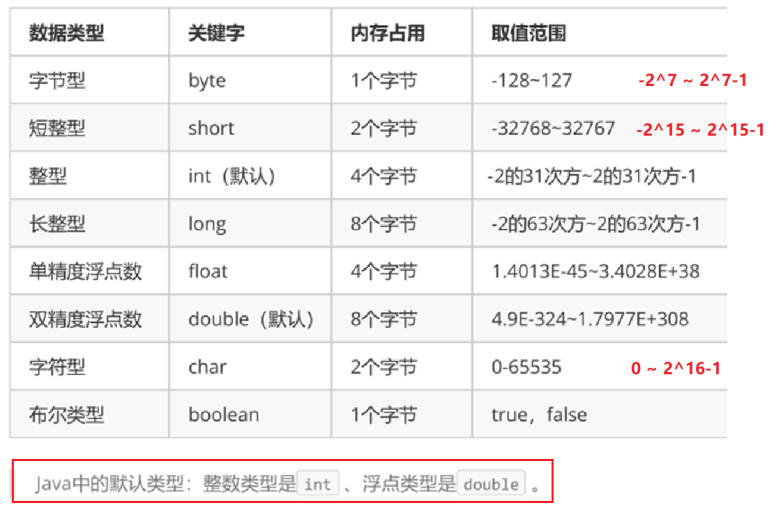 数据类型 关键字 内存占用 取值范围
字节型 byte 1个字节 -128~127 -2^7 ~ 2^7-1
短整型 short 2个字节 -32768~32767 -2^15 ~ 2^15-1
整型 int（默认） 4个字节 -2的31次方~2的31次方-1
长整型 long 8个字节 -2的63次方~2的63次方-1
单精度浮点数 float 4个字节 1.4013E-45~3.4028E+38
双精度浮点数 double（默认） 8个字节 4.9E-324~1.7977E+308
字符型 char 2个字节 0-65535 0 ~ 2^16-1
布尔类型 boolean 1个字节 true，false
Java中的默认类型：整数类型是 int 、浮点类型是 double 。